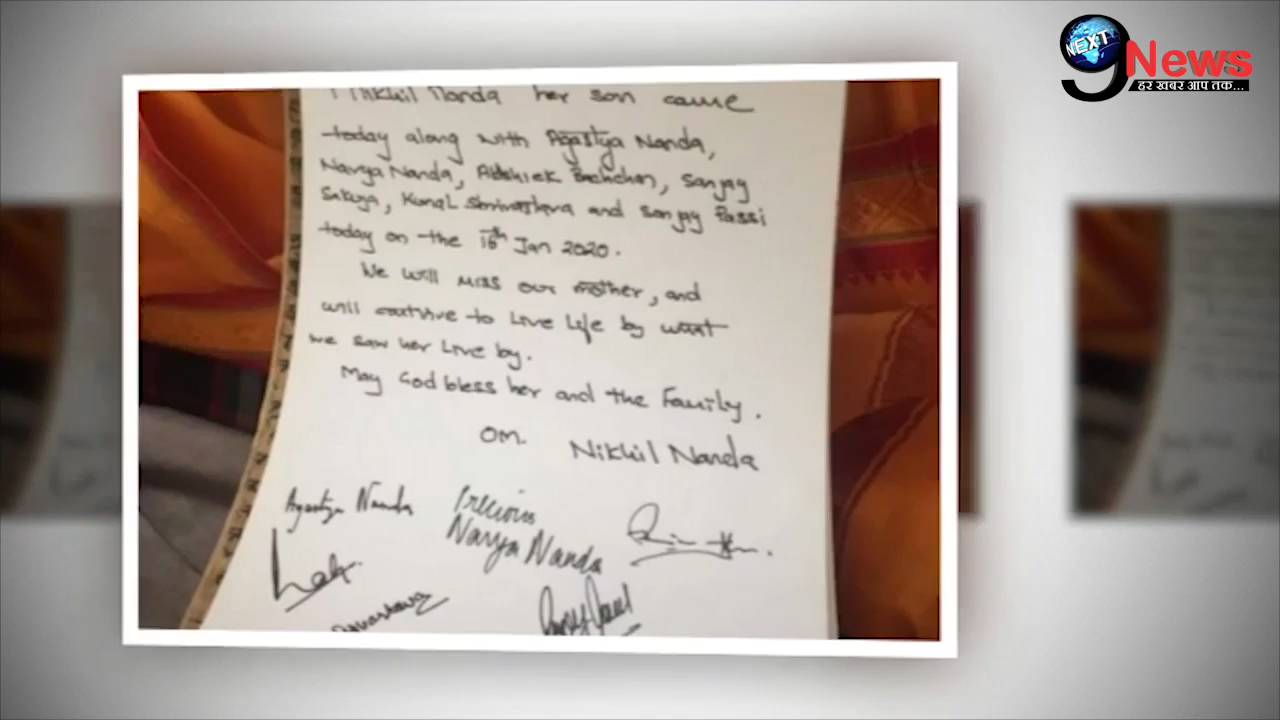 NEXT
9 News
हर खबर आप तक...
Nikhil Nanda her son came
today along with Agastya Nanda,
Navya Nanda, Abhishek Bachchan, Sanjay
Kunal Shrivastava and Sanjay Passi
today on the 16th Jan 2020.
We will miss our mother, and
will continue to Live Life by what
we saw her Live by.
May God bless her and the Family.
Om.
Nikhil Nanda
Agastya Nanda
Precious
Navya Nanda